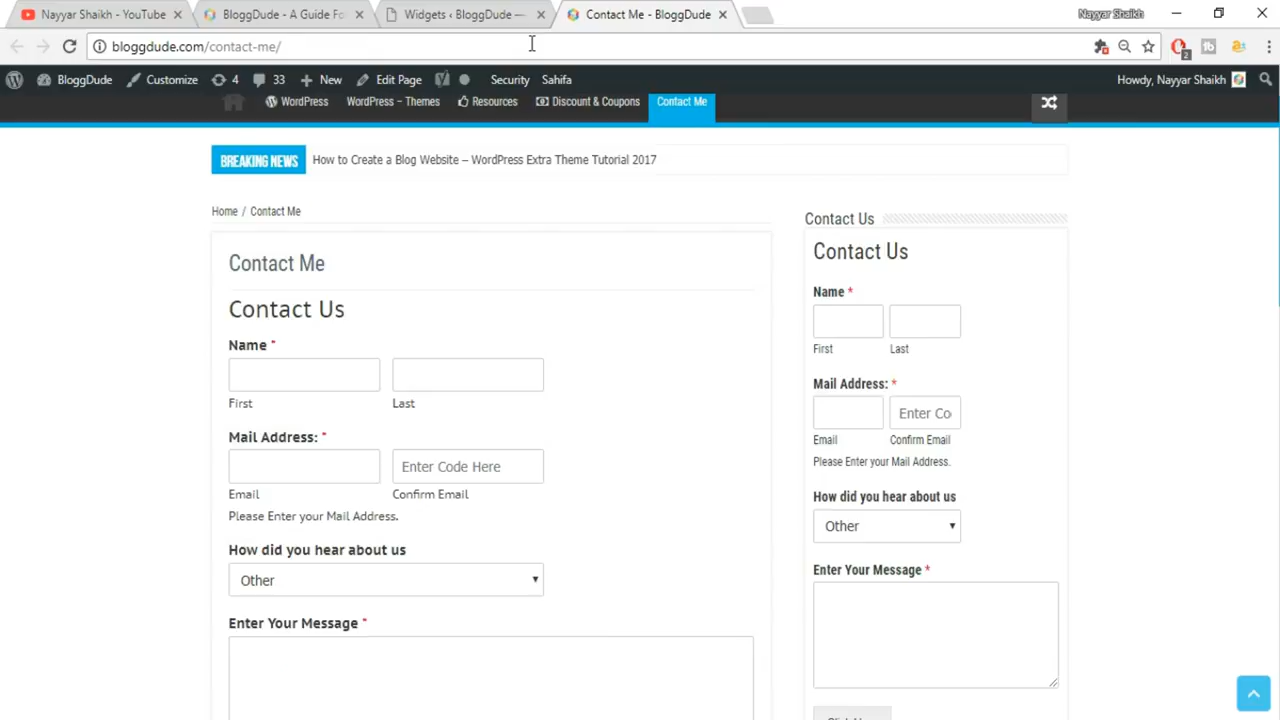 Nayyar Shaikh - YouTube
BloggDude - A Guide Fo
Widgets ‹ BloggDude —
Contact Me - BloggDude
Nayyar Shaikh
bloggdude.com/contact-me/
2
BloggDude
Customize
4
33
New
Edit Page
Security
Sahifa
Howdy, Nayyar Shaikh
WordPress
WordPress – Themes
Resources
Discount & Coupons
Contact Me
BREAKING NEWS
How to Create a Blog Website – WordPress Extra Theme Tutorial 2017
Home / Contact Me
Contact Me
Contact Us
Name *
First
Last
Mail Address: *
Enter Code Here
Email
Confirm Email
Please Enter your Mail Address.
How did you hear about us
Other
Enter Your Message *
Contact Us
Contact Us
Name *
First
Last
Mail Address: *
Enter Co
Email
Confirm Email
Please Enter your Mail Address.
How did you hear about us
Other
Enter Your Message *